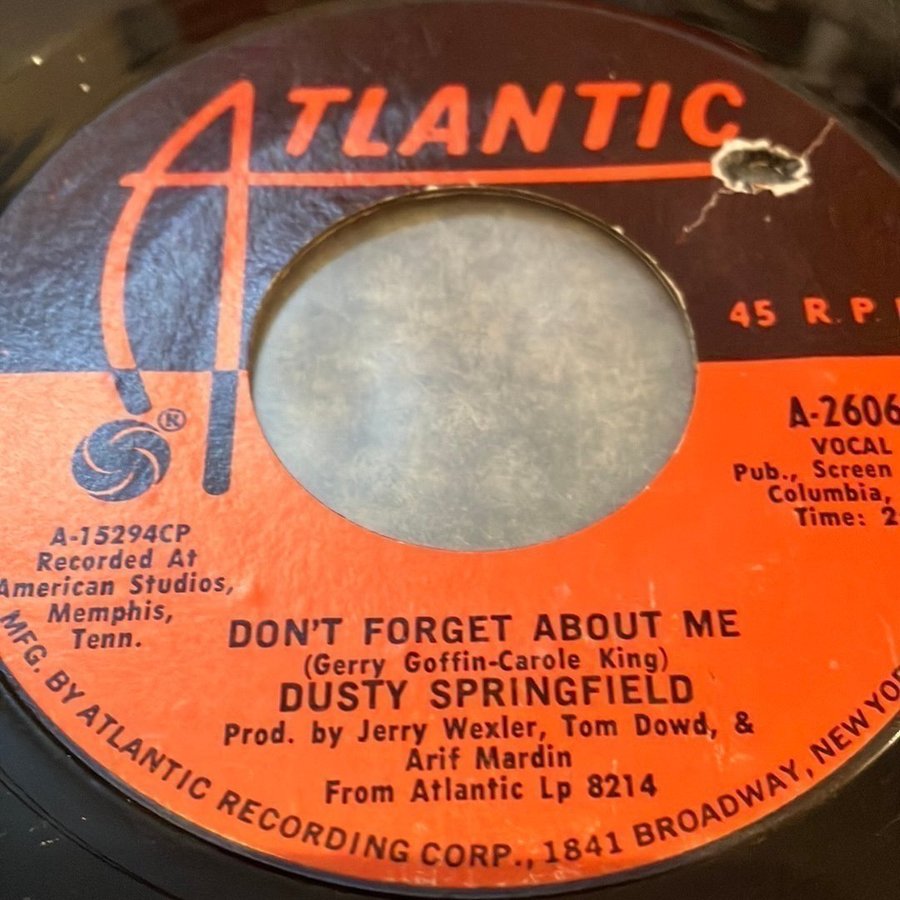 ATLANTIC
45 R.P.
A-2606
VOCAL
Pub., Screen
Columbia,
Time: 2
®
A-15294CP
Recorded At
American Studios,
Memphis,
Tenn.
DON'T FORGET ABOUT ME
(Gerry Goffin-Carole King)
DUSTY SPRINGFIELD
Prod. by Jerry Wexler, Tom Dowd, &
Arif Mardin
From Atlantic Lp 8214
MFG. BY ATLANTIC RECORDING CORP., 1841 BROADWAY, NEW YO